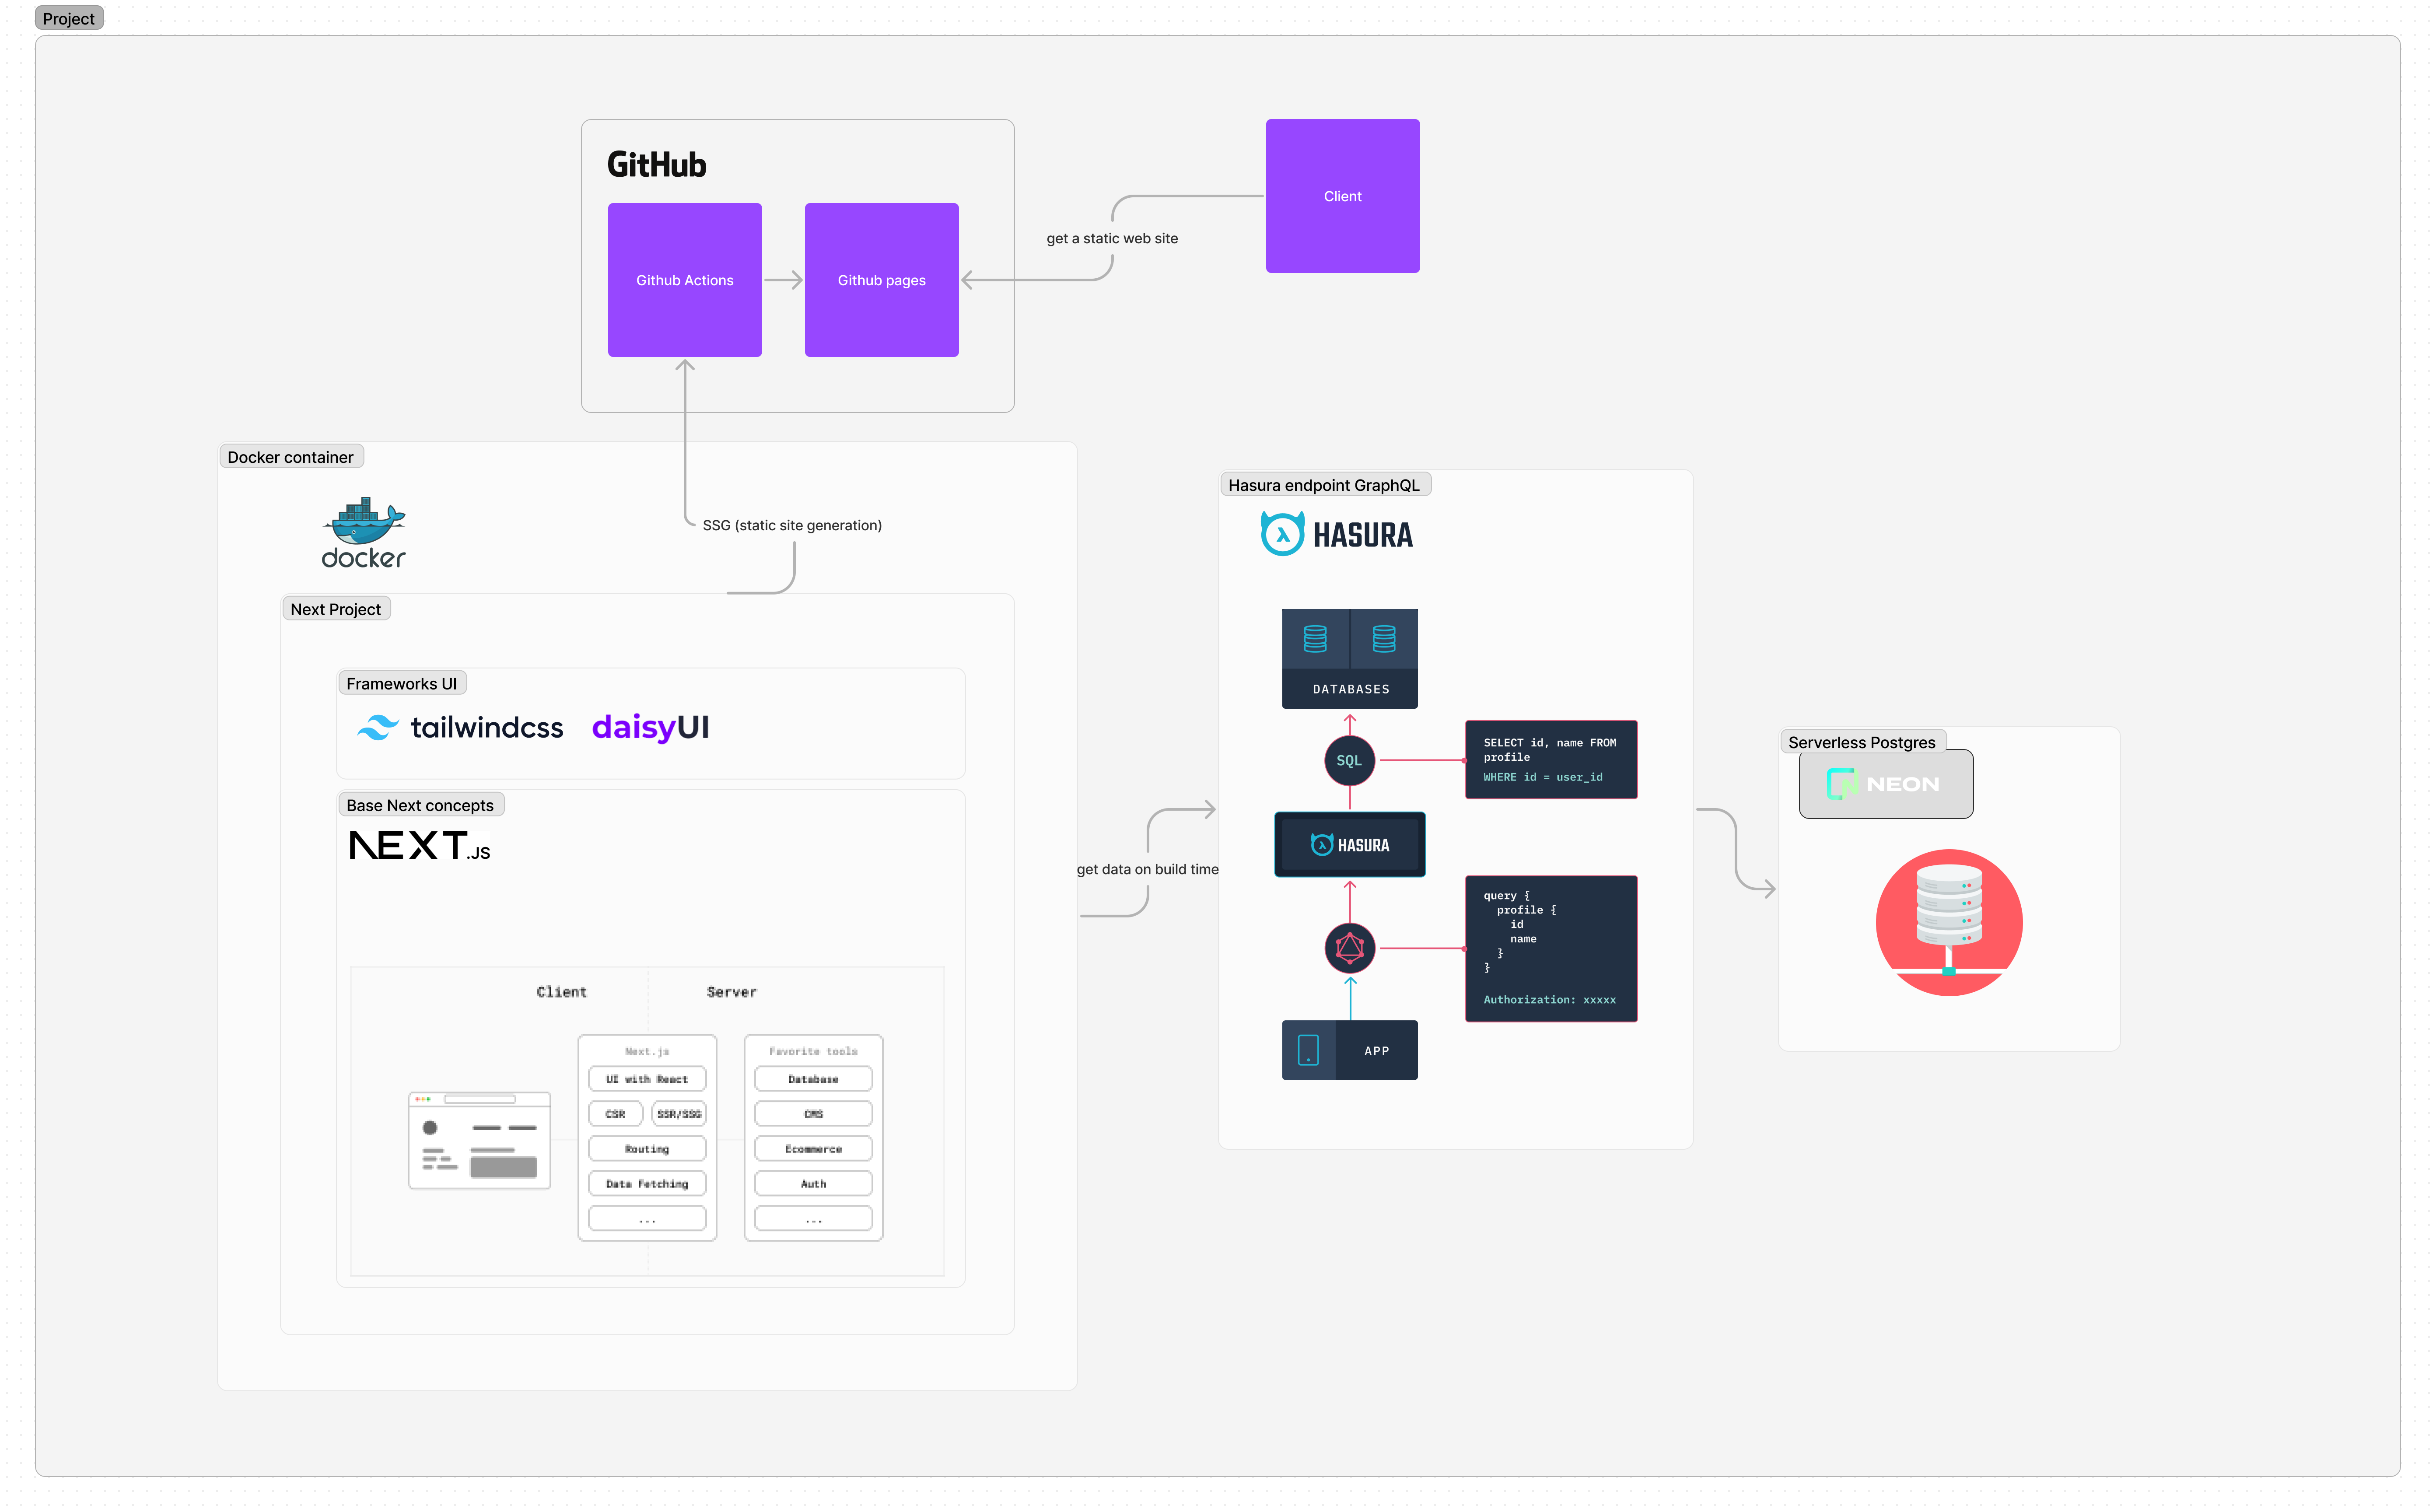 Project
GitHub
Github Actions
Github pages
get a static web site
Client
Docker container
docker
SSG (static site generation)
Next Project
Frameworks UI
tailwindcss
daisyUI
Base Next concepts
NEXT.JS
Client
Server
Next.js
UI with React
CSR
SSR/SSG
Routing
Data Fetching
...
Favorite tools
Database
CMS
Ecommerce
Auth
...
get data on build time
Hasura endpoint GraphQL
HASURA
DATABASES
SQL
SELECT id, name FROM
profile
WHERE id = user_id
HASURA
query {
profile {
id
name
}
}
Authorization: xxxxx
APP
Serverless Postgres
NEON